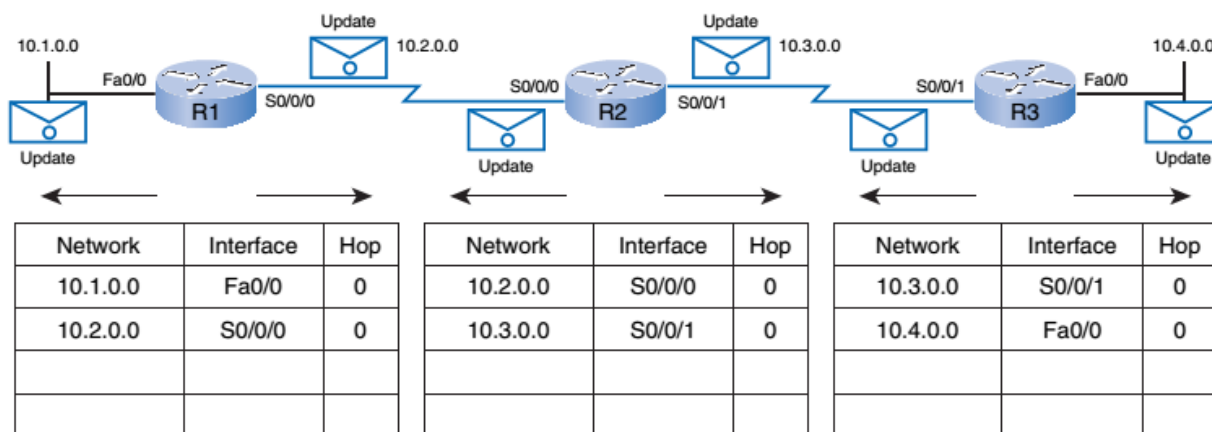 Update
Update
10.1.0.0
10.2.0.0
10.3.0.0
10.4.0.0
Fa0/0
S0/0/0
S0/0/1
Fa0/0
R1
S0/0/0
R2
S0/0/1
R3
Update
Update
Update
Update
Network Interface Hop
10.1.0.0 Fa0/0 0
10.2.0.0 S0/0/0 0
Network Interface Hop
10.2.0.0 S0/0/0 0
10.3.0.0 S0/0/1 0
Network Interface Hop
10.3.0.0 S0/0/1 0
10.4.0.0 Fa0/0 0